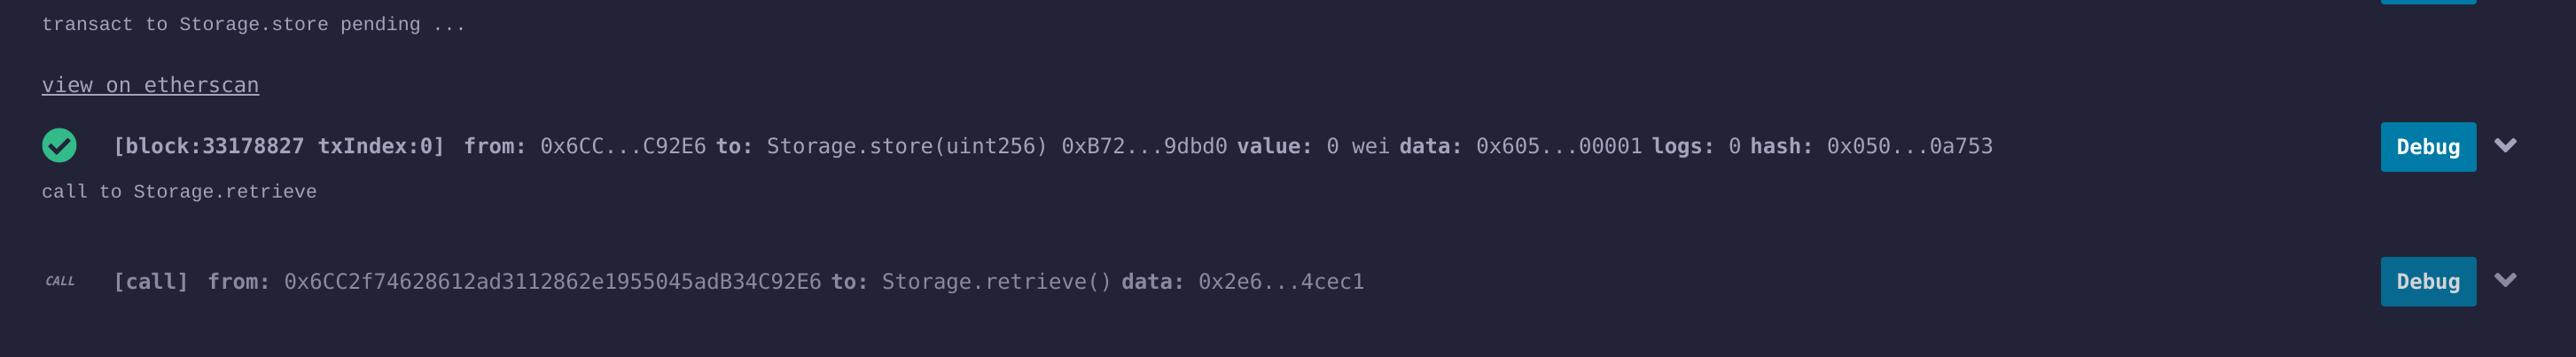 transact to Storage.store pending ...
view on etherscan
[block:33178827 txIndex:0] from: 0x6CC...C92E6 to: Storage.store(uint256) 0xB72...9dbd0 value: 0 wei data: 0x605...00001 logs: 0 hash: 0x050...0a753 Debug
call to Storage.retrieve
CALL [call] from: 0x6CC2f74628612ad3112862e1955045adB34C92E6 to: Storage.retrieve() data: 0x2e6...4cec1 Debug